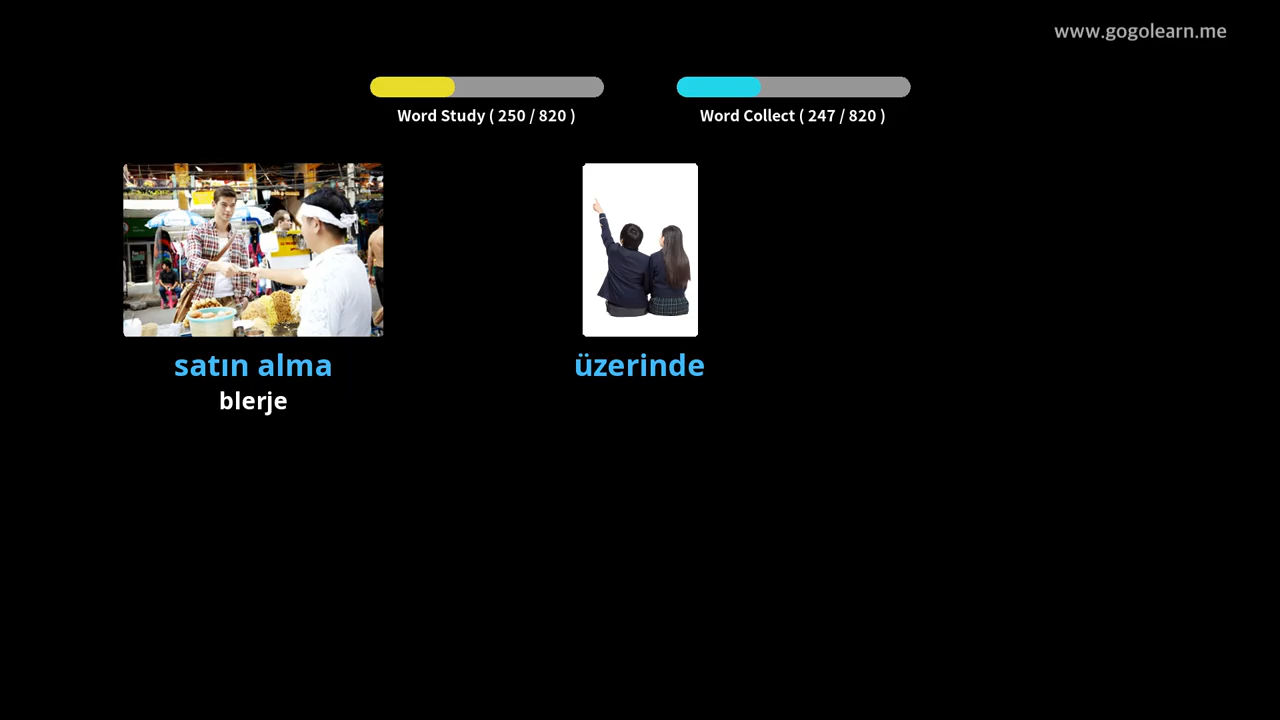 www.gogolearn.me
Word Study ( 250 / 820 )
Word Collect ( 247 / 820 )
satın alma
blerje
üzerinde